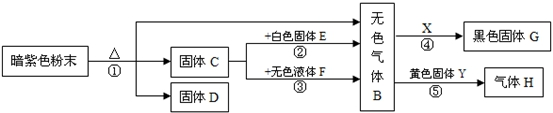 暗紫色粉末
△
①
固体 C
固体 D
+白色固体 E
②
+无色液体 F
③
无色气体 B
X
④
黑色固体 G
黄色固体 Y
⑤
气体 H